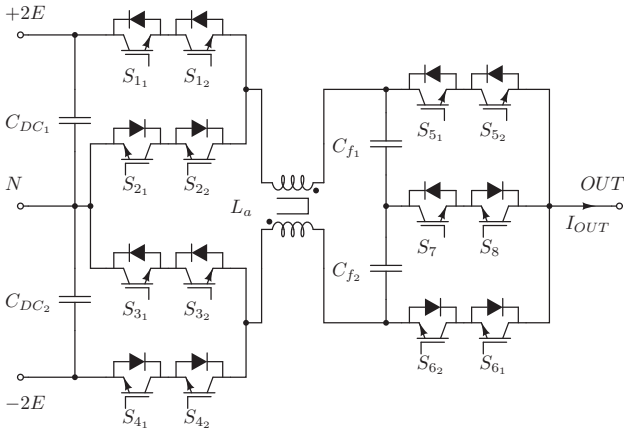 +2E
S1₁ S1₂
C_DC₁
S2₁ S2₂
N
S3₁ S3₂
C_DC₂
−2E
S4₁ S4₂
L_a
C_f₁
C_f₂
S5₁ S5₂
S7 S8
S6₂ S6₁
OUT
I_OUT